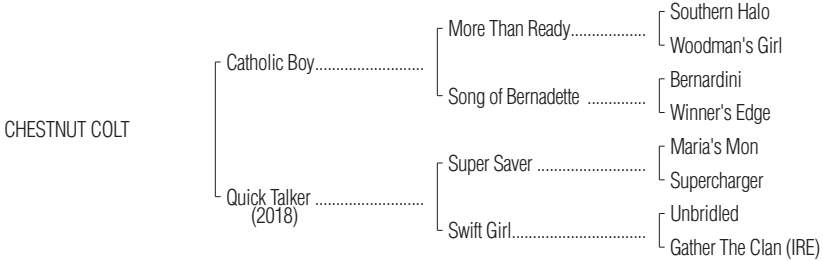 Southern Halo
More Than Ready..................
Woodman's Girl
Catholic Boy..........................
Bernardini
Song of Bernadette ..............
Winner's Edge
CHESTNUT COLT
Maria's Mon
Super Saver ..........................
Supercharger
Quick Talker ..........................
(2018)
Unbridled
Swift Girl................................
Gather The Clan (IRE)